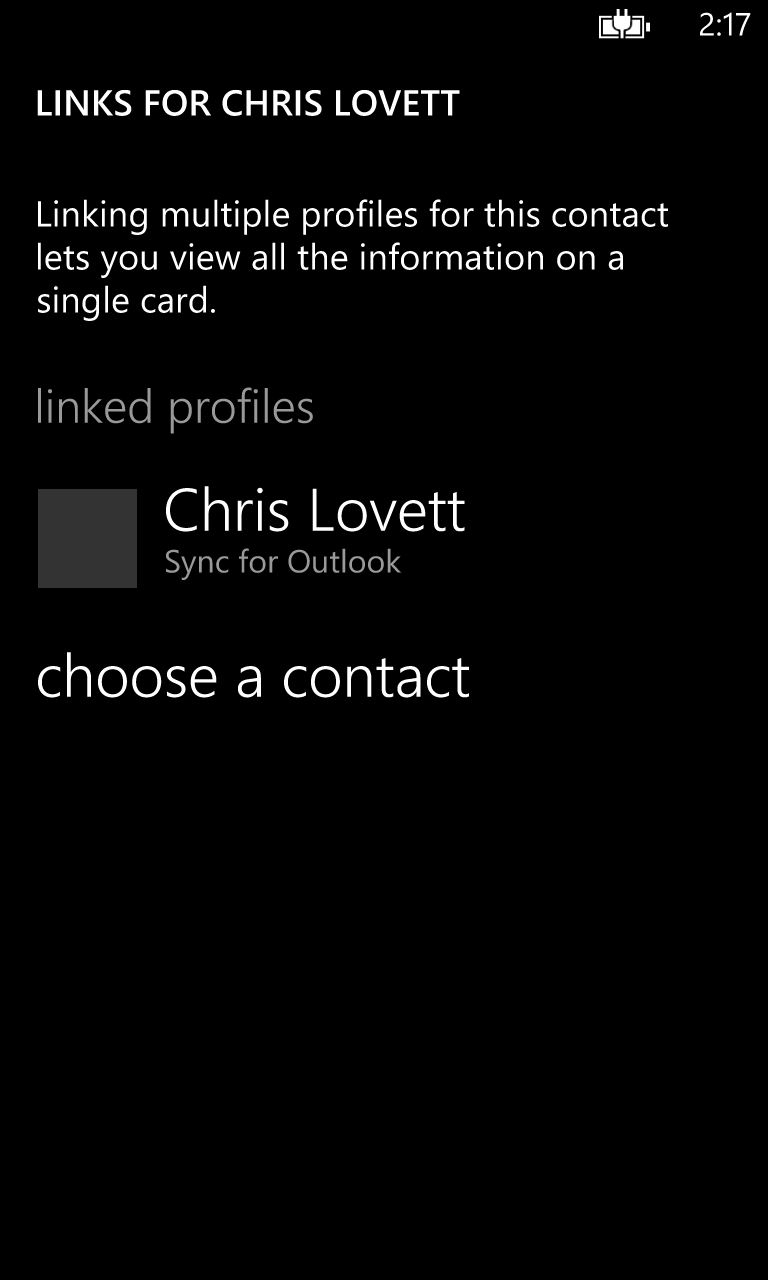 2:17
LINKS FOR CHRIS LOVETT
Linking multiple profiles for this contact
lets you view all the information on a
single card.
linked profiles
Chris Lovett
Sync for Outlook
choose a contact